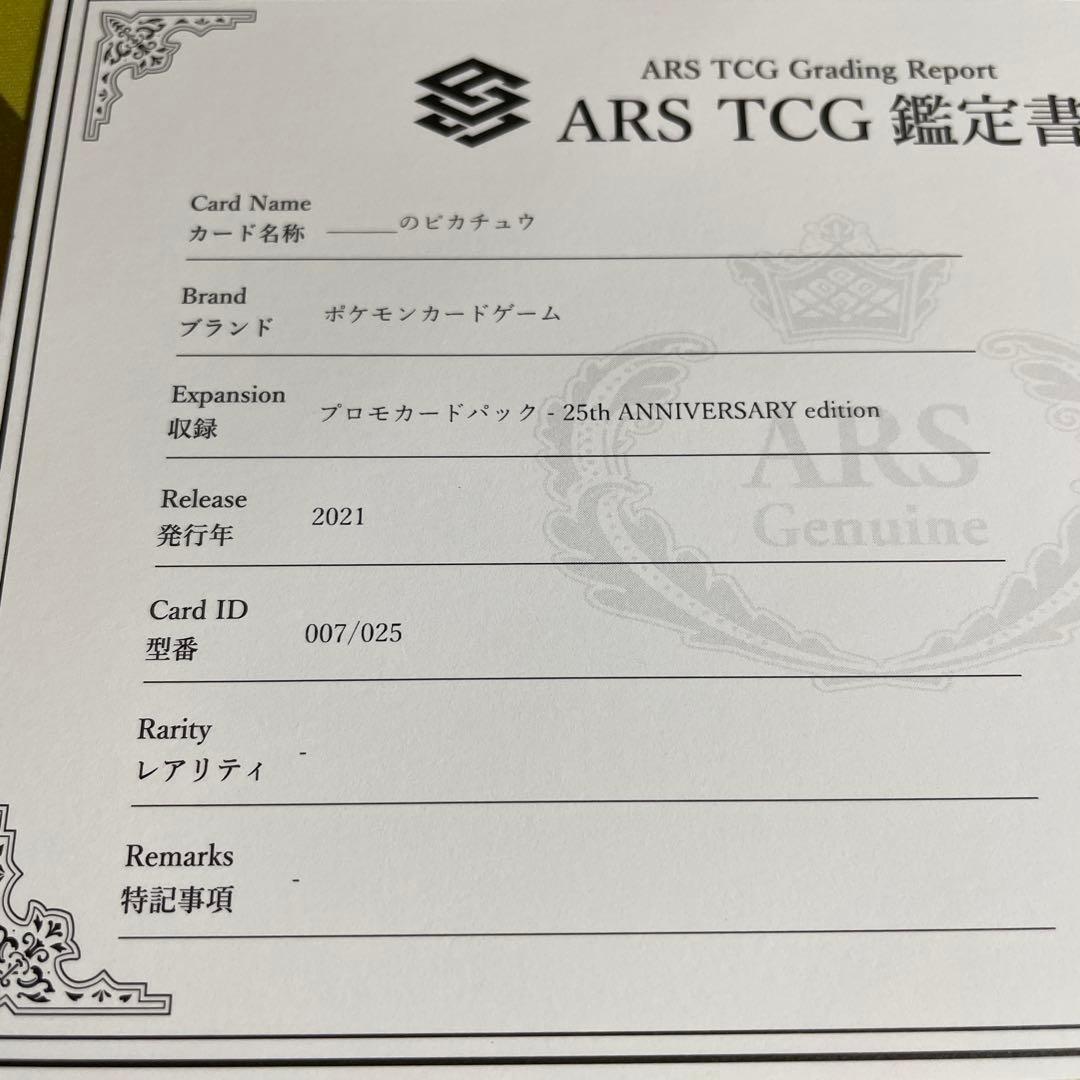 ARS TCG Grading Report
ARS TCG 鑑定書
Card Name
カード名称 ______のピカチュウ
Brand
ブランド ポケモンカードゲーム
Expansion
収録 プロモカードパック - 25th ANNIVERSARY edition
ARS
Genuine
Release
発行年 2021
Card ID
型番 007/025
Rarity
レアリティ -
Remarks
特記事項 -